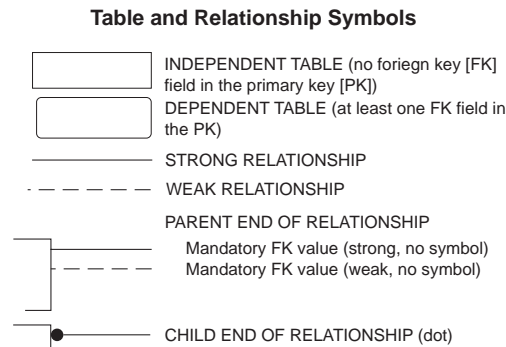 Table and Relationship Symbols
INDEPENDENT TABLE (no foriegn key [FK]
field in the primary key [PK])
DEPENDENT TABLE (at least one FK field in
the PK)
STRONG RELATIONSHIP
WEAK RELATIONSHIP
PARENT END OF RELATIONSHIP
Mandatory FK value (strong, no symbol)
Mandatory FK value (weak, no symbol)
CHILD END OF RELATIONSHIP (dot)